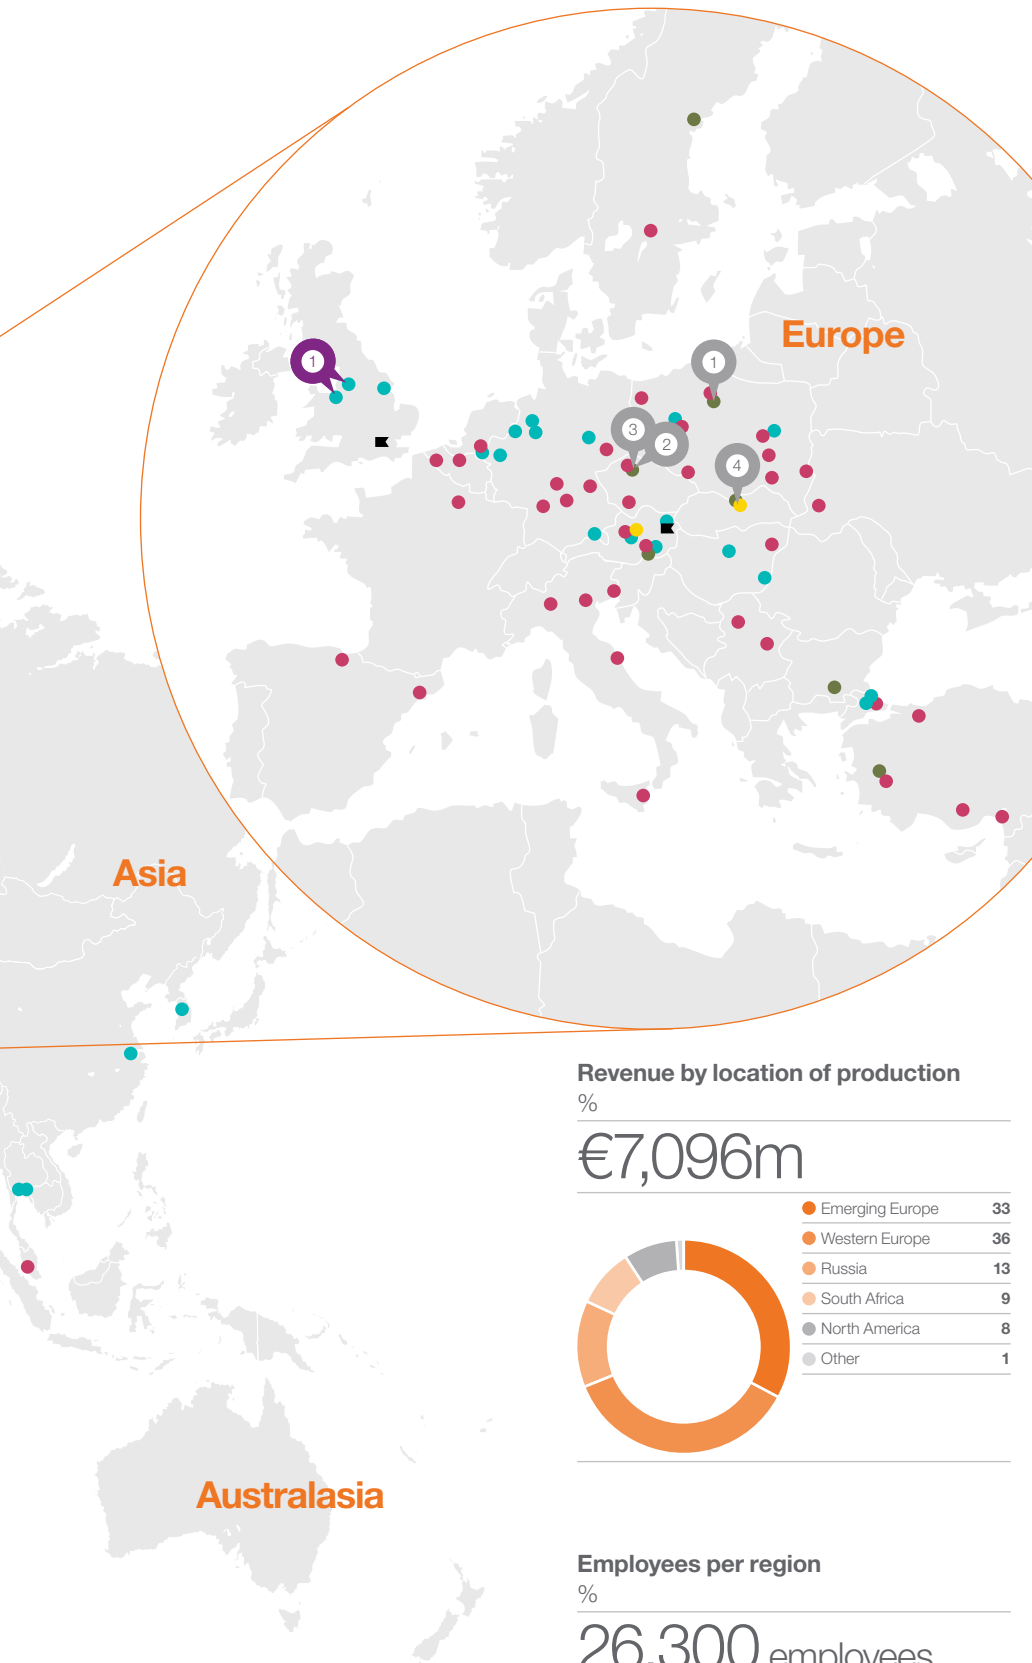 Europe
1
1
3
2
4
Asia
Australasia
Revenue by location of production
%
€7,096m
Emerging Europe 33
Western Europe 36
Russia 13
South Africa 9
North America 8
Other 1
Employees per region
%
26,300 employees